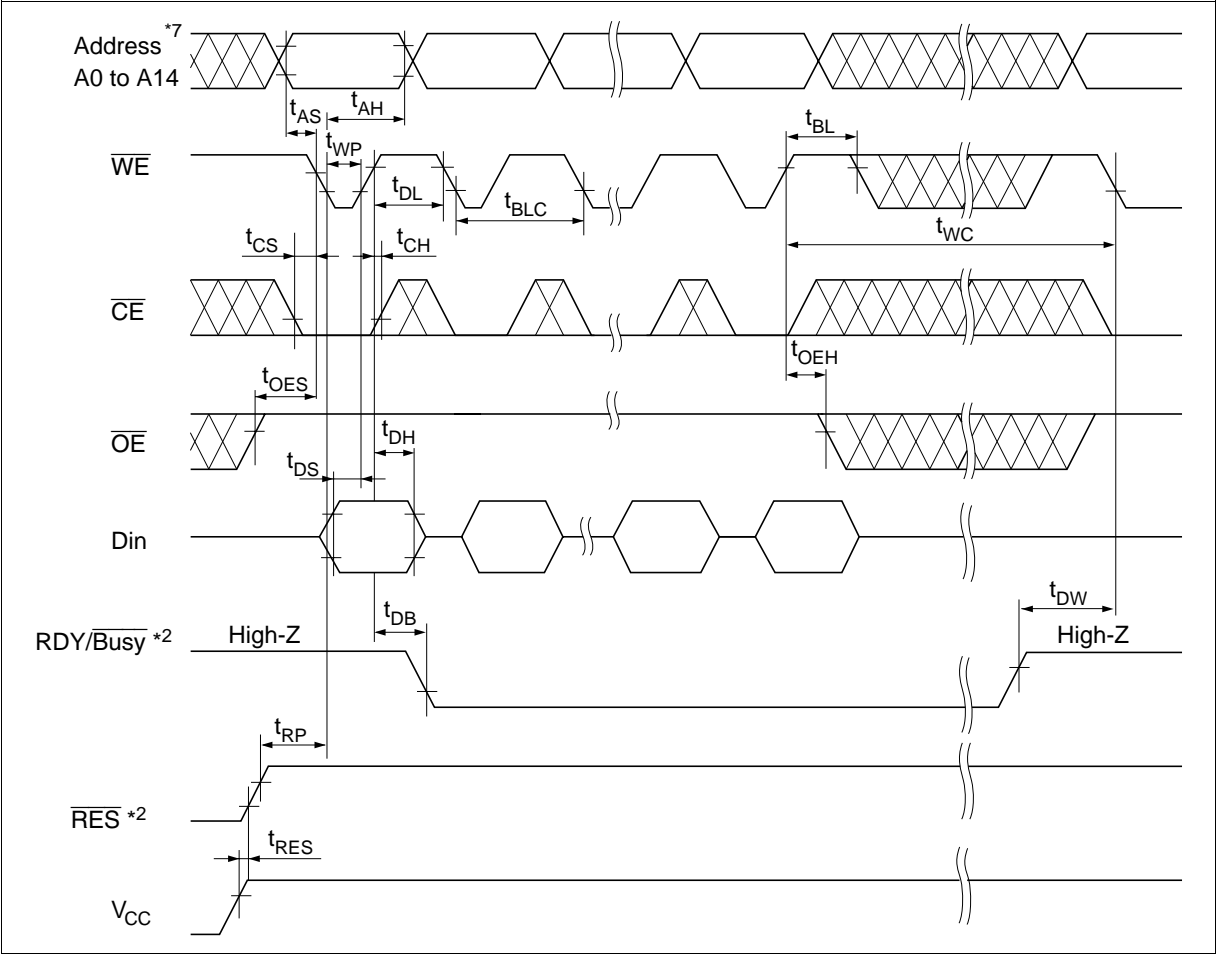 Address *7
A0 to A14
tAS
tAH
tWP
tBL
WE
tDL
tBLC
tWC
tCS
tCH
CE
tOES
tOEH
OE
tDH
tDS
Din
tDB
tDW
RDY/Busy *2
High-Z
High-Z
tRP
RES *2
tRES
VCC